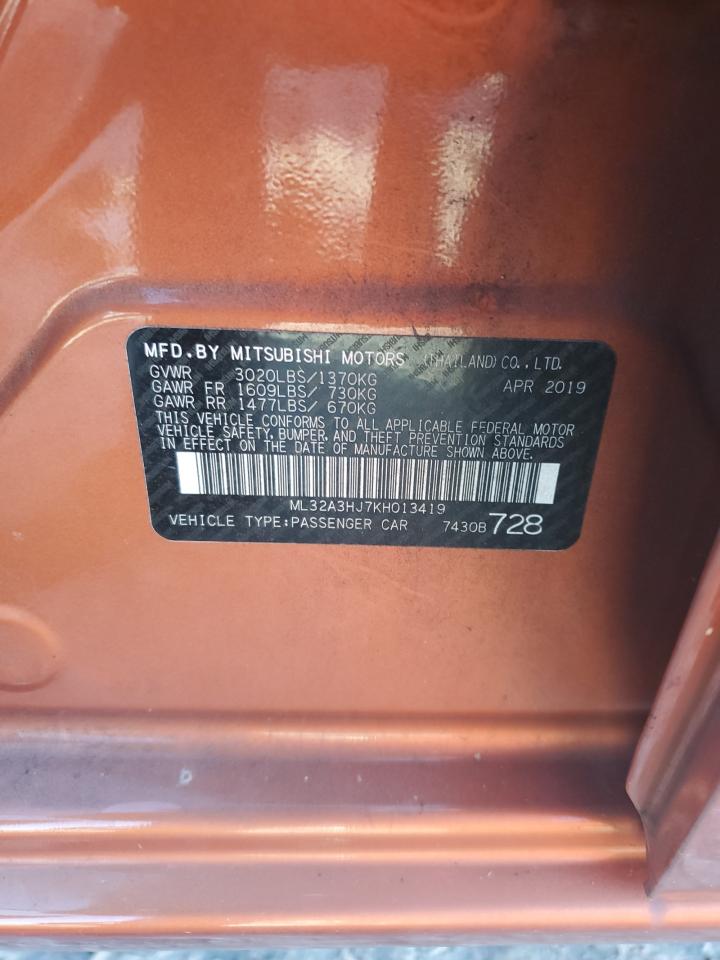 MFD.BY MITSUBISHI MOTORS (THAILAND) CO., LTD.
GVWR 3020LBS/1370KG APR 2019
GAWR FR 1609LBS/ 730KG
GAWR RR 1477LBS/ 670KG
THIS VEHICLE CONFORMS TO ALL APPLICABLE FEDERAL MOTOR
VEHICLE SAFETY, BUMPER, AND THEFT PREVENTION STANDARDS
IN EFFECT ON THE DATE OF MANUFACTURE SHOWN ABOVE.
ML32A3HJ7KH013419
VEHICLE TYPE:PASSENGER CAR 7430B 728